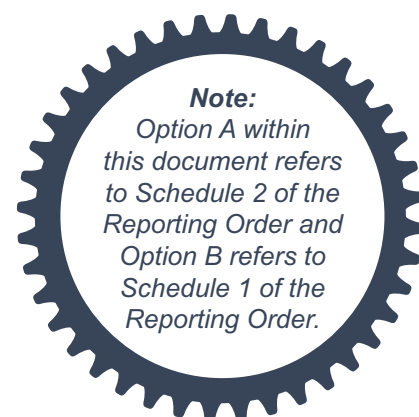 Note:
Option A within
this document refers
to Schedule 2 of the
Reporting Order and
Option B refers to
Schedule 1 of the
Reporting Order.